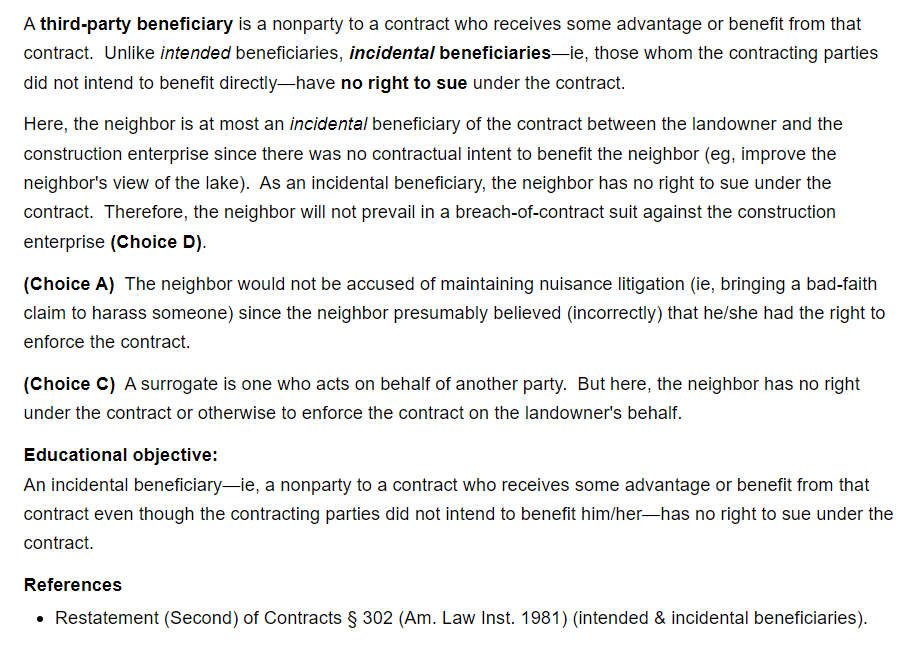 A third-party beneficiary is a nonparty to a contract who receives some advantage or benefit from that
contract.  Unlike intended beneficiaries, incidental beneficiaries—ie, those whom the contracting parties
did not intend to benefit directly—have no right to sue under the contract.
Here, the neighbor is at most an incidental beneficiary of the contract between the landowner and the
construction enterprise since there was no contractual intent to benefit the neighbor (eg, improve the
neighbor's view of the lake).  As an incidental beneficiary, the neighbor has no right to sue under the
contract.  Therefore, the neighbor will not prevail in a breach-of-contract suit against the construction
enterprise (Choice D).
(Choice A)  The neighbor would not be accused of maintaining nuisance litigation (ie, bringing a bad-faith
claim to harass someone) since the neighbor presumably believed (incorrectly) that he/she had the right to
enforce the contract.
(Choice C)  A surrogate is one who acts on behalf of another party.  But here, the neighbor has no right
under the contract or otherwise to enforce the contract on the landowner's behalf.
Educational objective:
An incidental beneficiary—ie, a nonparty to a contract who receives some advantage or benefit from that
contract even though the contracting parties did not intend to benefit him/her—has no right to sue under the
contract.
References
• Restatement (Second) of Contracts § 302 (Am. Law Inst. 1981) (intended & incidental beneficiaries).